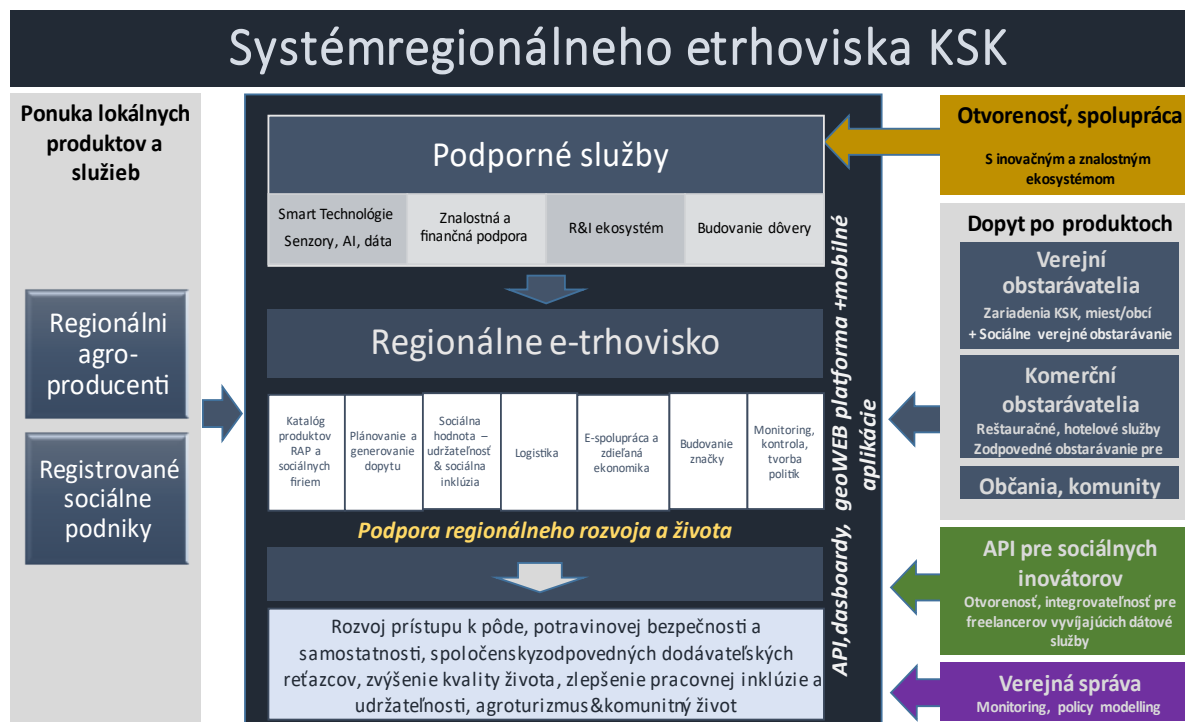 Systémregionálneho etrhoviska KSK
Ponuka lokálnych
produktov a
služieb
Regionálni
agro-
producenti
Registrované
sociálne
podniky
Podporné služby
Smart Technológie
Senzory, AI, dáta
Znalostná a
finančná podpora
R&I ekosystém
Budovanie dôvery
Regionálne e-trhovisko
Katalóg
produktov
RAP a
sociálnych
firiem
Plánovanie a
generovanie
dopytu
Sociálna
hodnota –
udržateľnosť
& sociálna
inklúzia
Logistika
E-spolupráca a
zdieľaná
ekonomika
Budovanie
značky
Monitoring,
kontrola,
tvorba
politík
Podpora regionálneho rozvoja a života
Rozvoj prístupu k pôde, potravinovej bezpečnosti a
samostatnosti, spoločenskyzodpovedných dodávateľských
reťazcov, zvýšenie kvality života, zlepšenie pracovnej inklúzie a
udržateľnosti, agroturizmus&komunitný život
API,dasboardy, geoWEB platforma +mobilné
aplikácie
Otvorenosť, spolupráca
S inovačným a znalostným
ekosystémom
Dopyt po produktoch
Verejní
obstarávatelia
Zariadenia KSK, miest/obcí
+ Sociálne verejné obstarávanie
Komerční
obstarávatelia
Reštauračné, hotelové služby
Zodpovedné obstarávanie pre
Občania, komunity
API pre sociálnych
inovátorov
Otvorenosť, integrovateľnosť pre
freelancerov vyvíjajúcich dátové
služby
Verejná správa
Monitoring, policy modelling